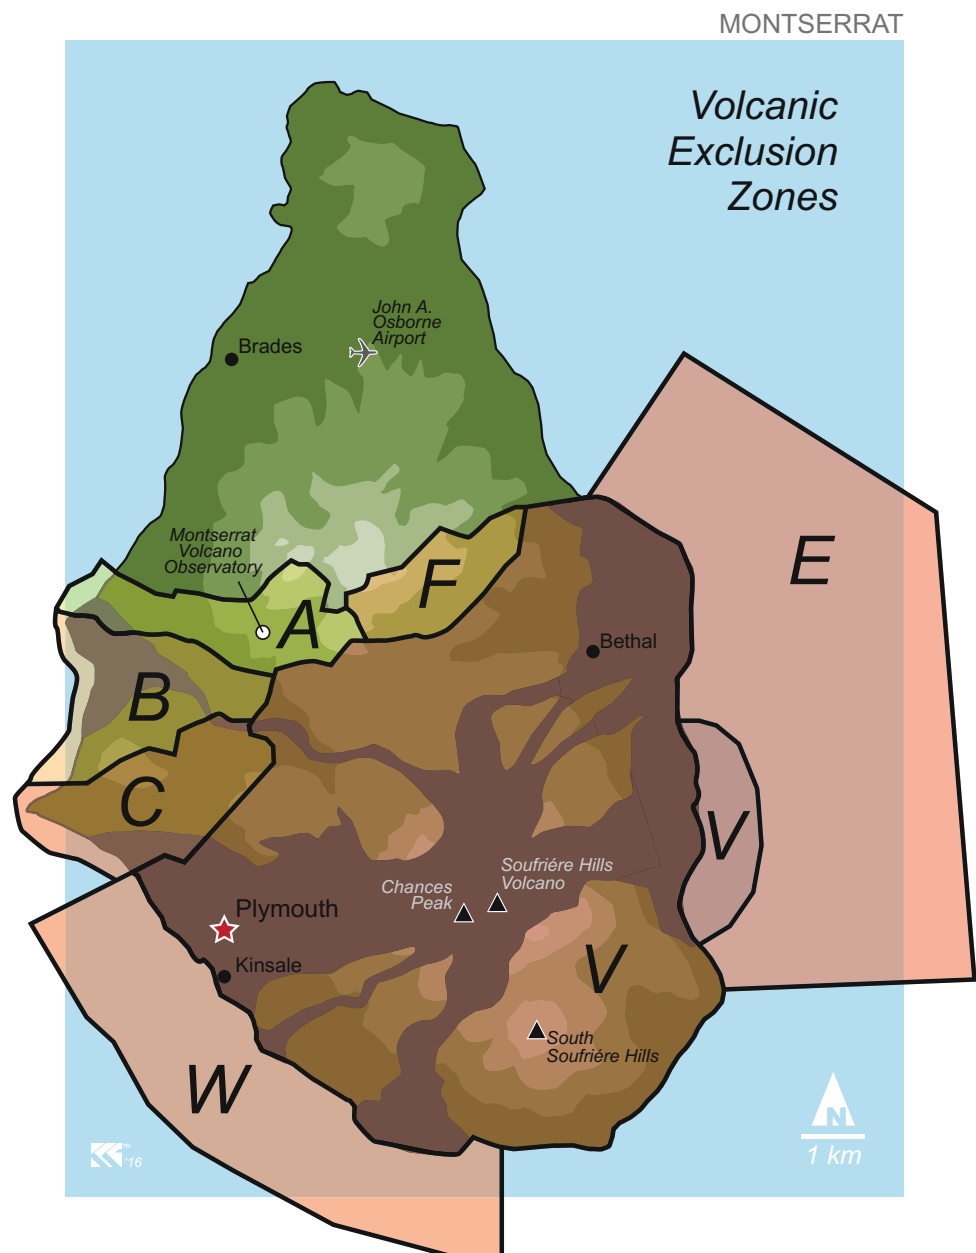 MONTSERRAT
Volcanic
Exclusion
Zones
John A.
Osborne
Airport
Brades
Montserrat
Volcano
Observatory
E
F
A
Bethal
B
C
V
Soufriére Hills
Volcano
Chances
Peak
Plymouth
V
Kinsale
South
Soufriére Hills
W
N
1 km
TM
'16